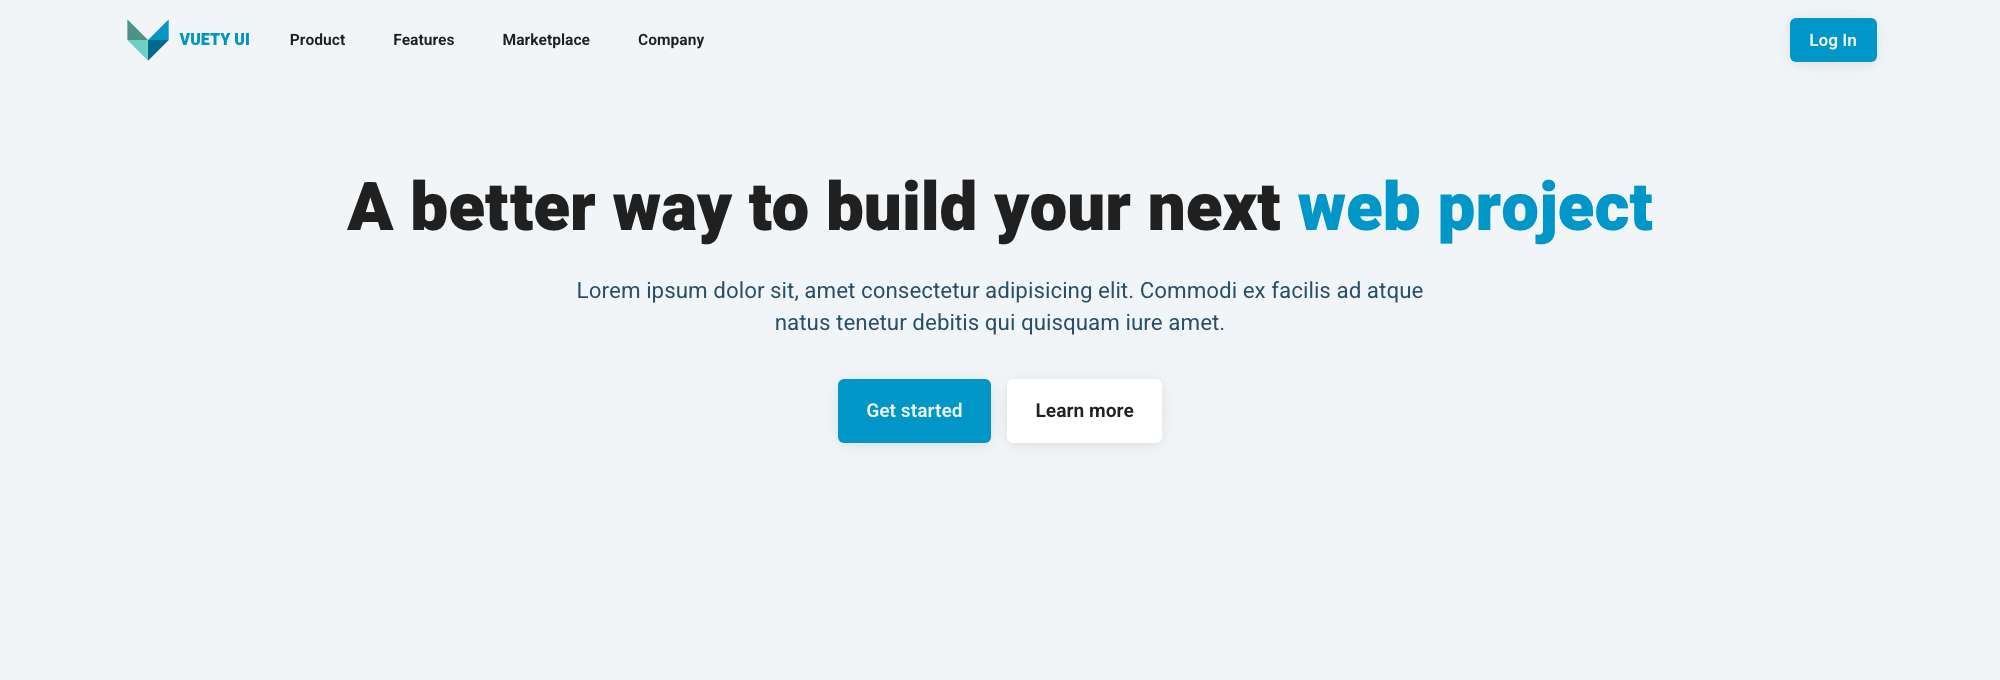 VUETY UI Product Features Marketplace Company Log In
A better way to build your next web project
Lorem ipsum dolor sit, amet consectetur adipisicing elit. Commodi ex facilis ad atque
natus tenetur debitis qui quisquam iure amet.
Get started Learn more